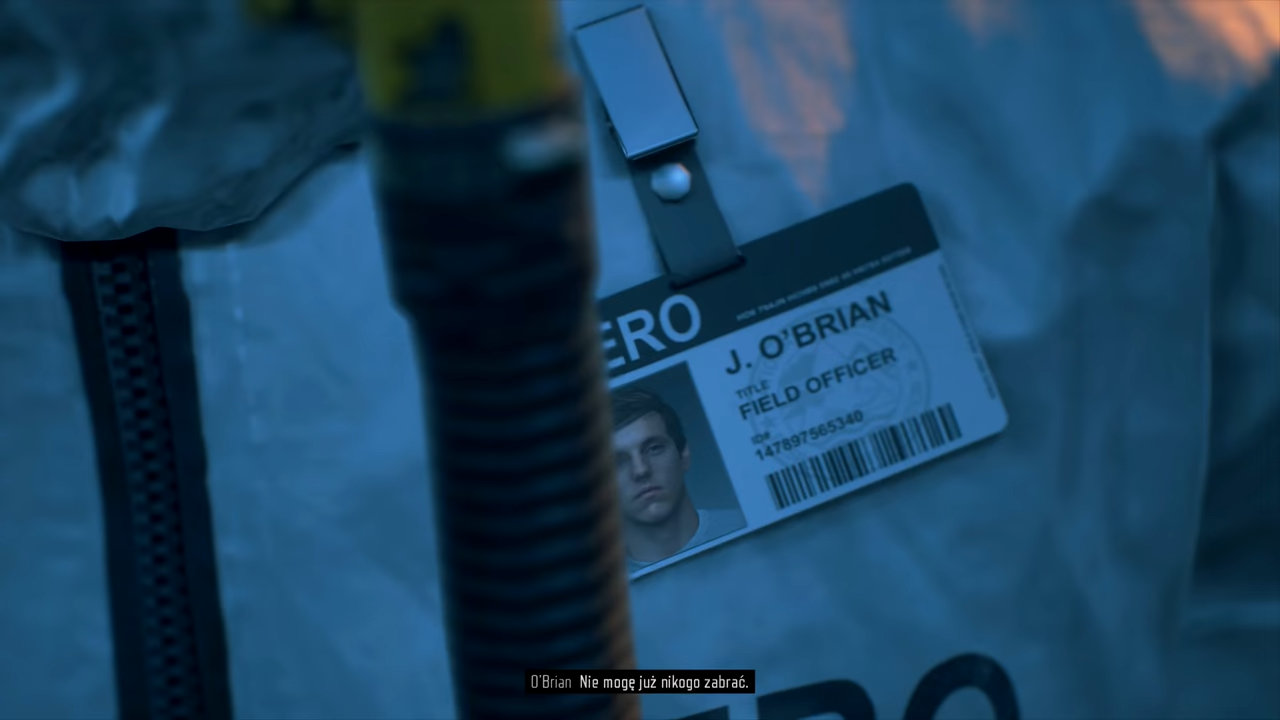 ERO
J. O'BRIAN
TITLE
FIELD OFFICER
ID#
147897565340
O'Brian Nie mogę już nikogo zabrać.